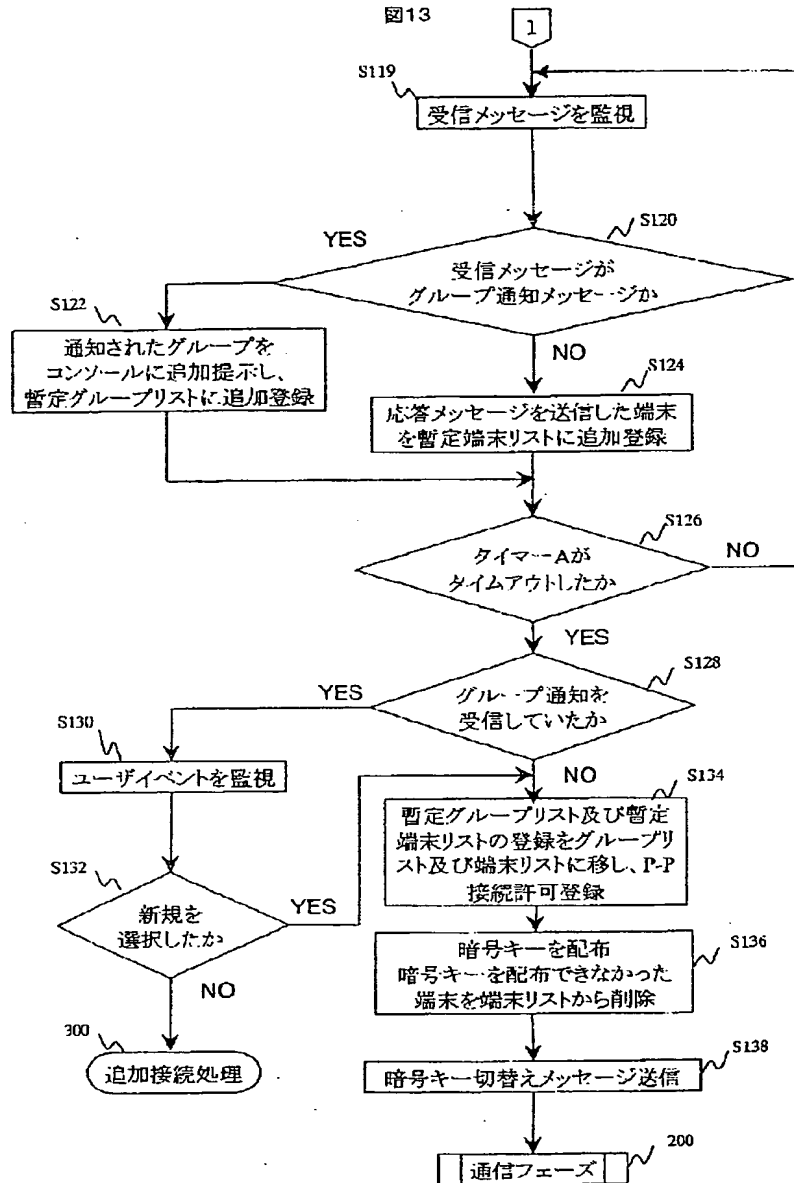 図13
1
S119
受信メッセージを監視
S120
YES
受信メッセージが
グループ通知メッセージか
S122
通知されたグループを
コンソールに追加提示し、
暫定グループリストに追加登録
NO
S124
応答メッセージを送信した端末
を暫定端末リストに追加登録
S126
タイマーAが
タイムアウトしたか
NO
YES
S128
YES
グループ通知を
受信していたか
S130
ユーザイベントを監視
NO
S134
暫定グループリスト及び暫定
端末リストの登録をグループリ
スト及び端末リストに移し、P-P
接続許可登録
S132
新規を
選択したか
YES
NO
暗号キーを配布
暗号キーを配布できなかった
端末を端末リストから削除
S136
300
追加接続処理
S138
暗号キー切替えメッセージ送信
200
通信フェーズ